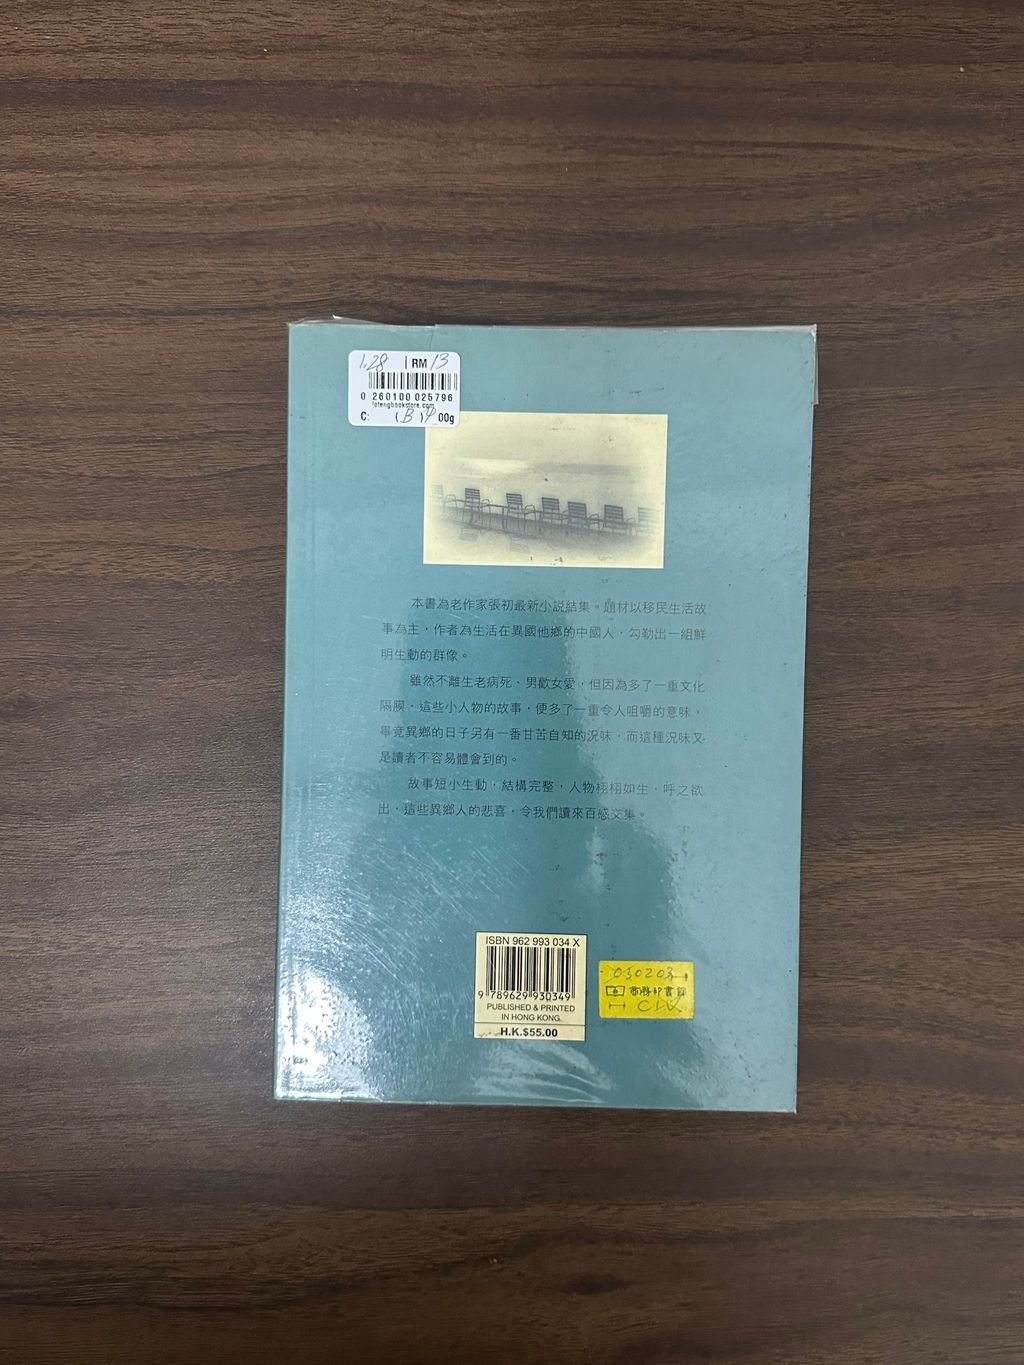 1.28 RM 13
0 260100 025796
fotengbookstore.com
C: (B) 00g
本書為老作家張初最新小説結集。題材以移民生活故
事為主，作者為生活在異國他鄉的中國人，勾勒出一組鮮
明生動的群像。
雖然不離生老病死、男歡女愛，但因為多了一重文化
隔膜，這些小人物的故事，便多了一重令人咀嚼的意味，
畢竟異鄉的日子另有一番甘苦自知的況味，而這種況味又
是讀者不容易體會到的。
故事短小生動，結構完整，人物栩栩如生，呼之欲
出，這些異鄉人的悲喜，令我們讀來百感交集。
ISBN 962 993 034 X
9 789629 930349
PUBLISHED & PRINTED
IN HONG KONG.
H.K.$55.00
030203
商務印書館